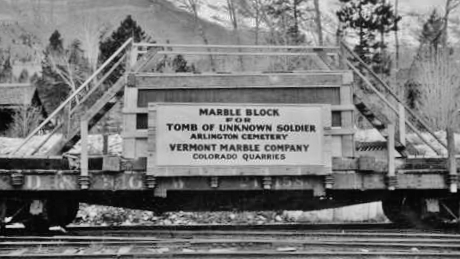 MARBLE BLOCK
FOR
TOMB OF UNKNOWN SOLDIER
ARLINGTON CEMETERY
VERMONT MARBLE COMPANY
COLORADO QUARRIES